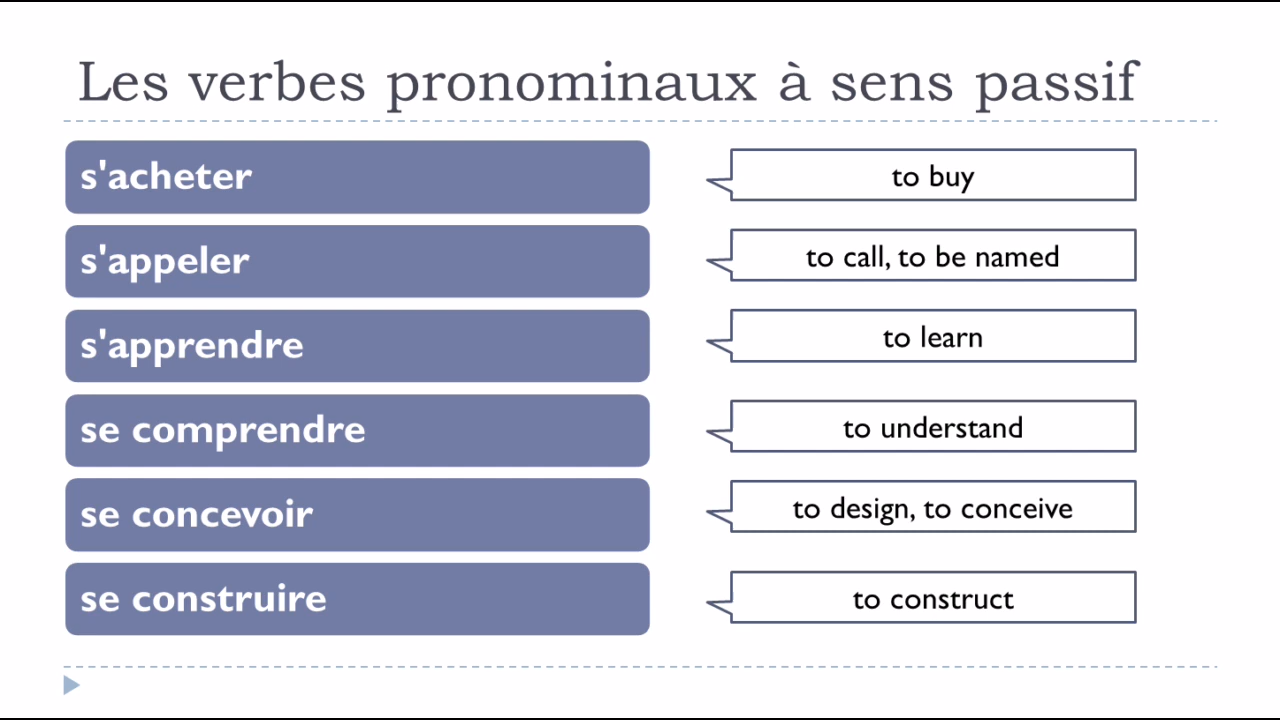 Les verbes pronominaux à sens passif
s'acheter
to buy
s'appeler
to call, to be named
s'apprendre
to learn
se comprendre
to understand
se concevoir
to design, to conceive
se construire
to construct